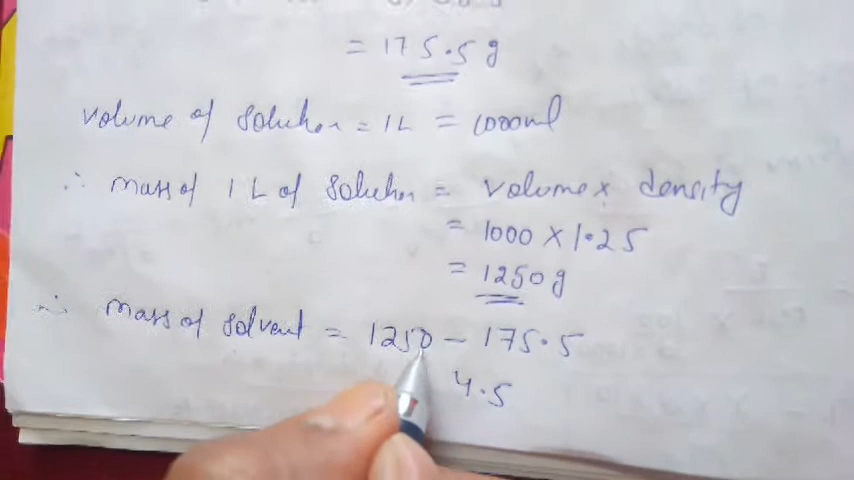 = 175.5 g
volume of solution = 1L = 1000ml
∴ mass of 1 L of solution = volume x density
= 1000 x 1.25
= 1250g
∴ mass of solvent = 1250 - 175.5
4.5